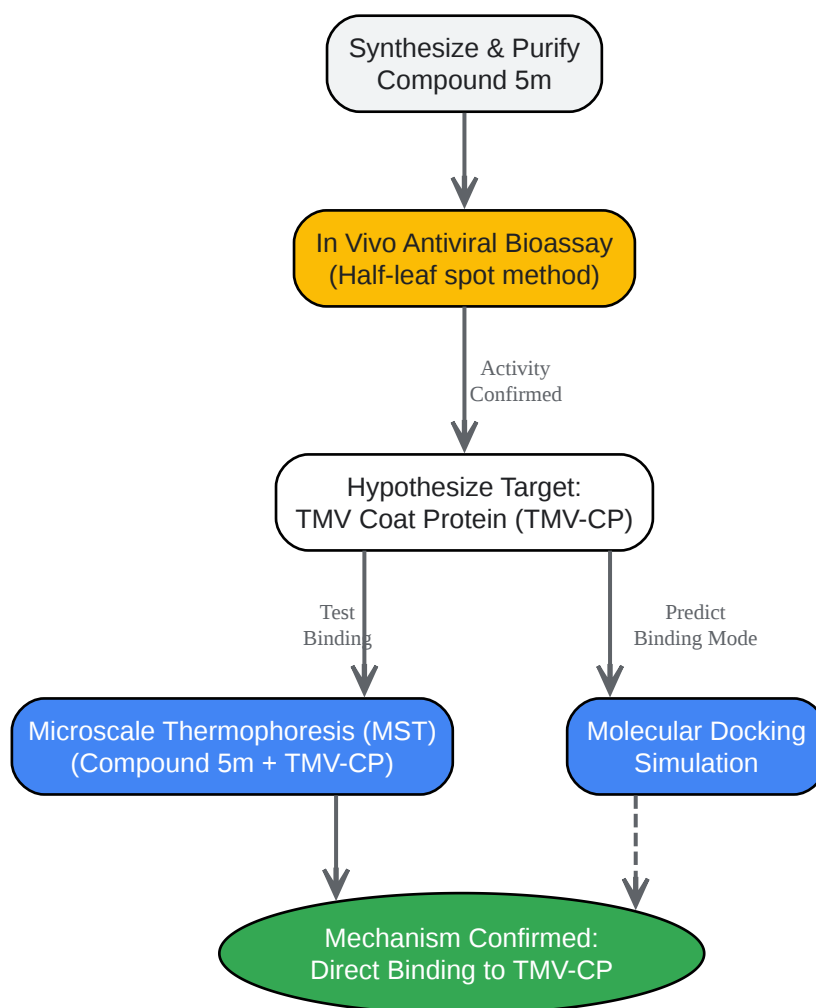 Synthesize & Purify
Compound 5m
In Vivo Antiviral Bioassay
(Half-leaf spot method)
Activity
Confirmed
Hypothesize Target:
TMV Coat Protein (TMV-CP)
Test
Binding
Predict
Binding Mode
Microscale Thermophoresis (MST)
(Compound 5m + TMV-CP)
Molecular Docking
Simulation
Mechanism Confirmed:
Direct Binding to TMV-CP